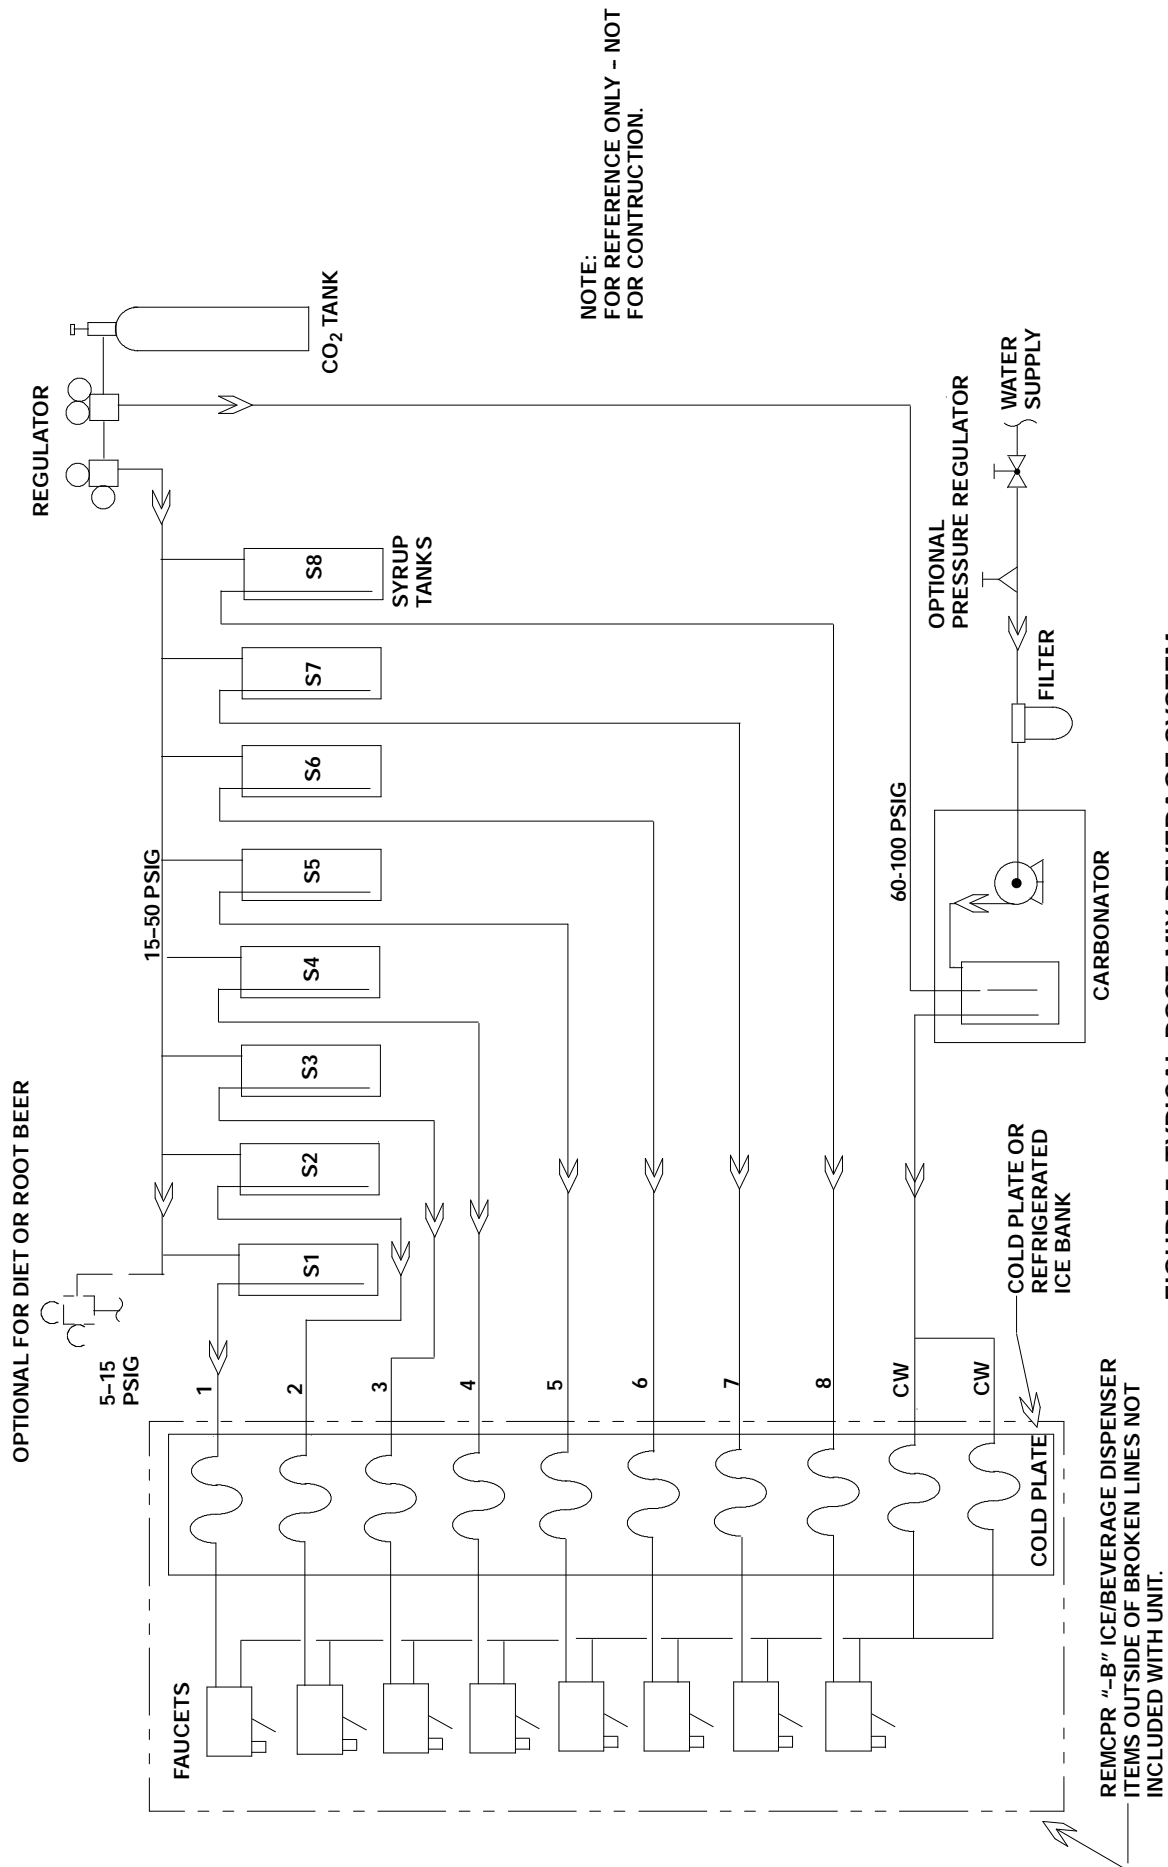 OPTIONAL FOR DIET OR ROOT BEER
5–15
PSIG
15–50 PSIG
REGULATOR
CO2 TANK
S1
S2
S3
S4
S5
S6
S7
S8
SYRUP
TANKS
NOTE:
FOR REFERENCE ONLY – NOT
FOR CONTRUCTION.
1
2
3
4
5
6
7
8
CW
CW
FAUCETS
COLD PLATE
60-100 PSIG
OPTIONAL
PRESSURE REGULATOR
WATER
SUPPLY
FILTER
CARBONATOR
COLD PLATE OR
REFRIGERATED
ICE BANK
REMCPR “–B” ICE/BEVERAGE DISPENSER
ITEMS OUTSIDE OF BROKEN LINES NOT
INCLUDED WITH UNIT.